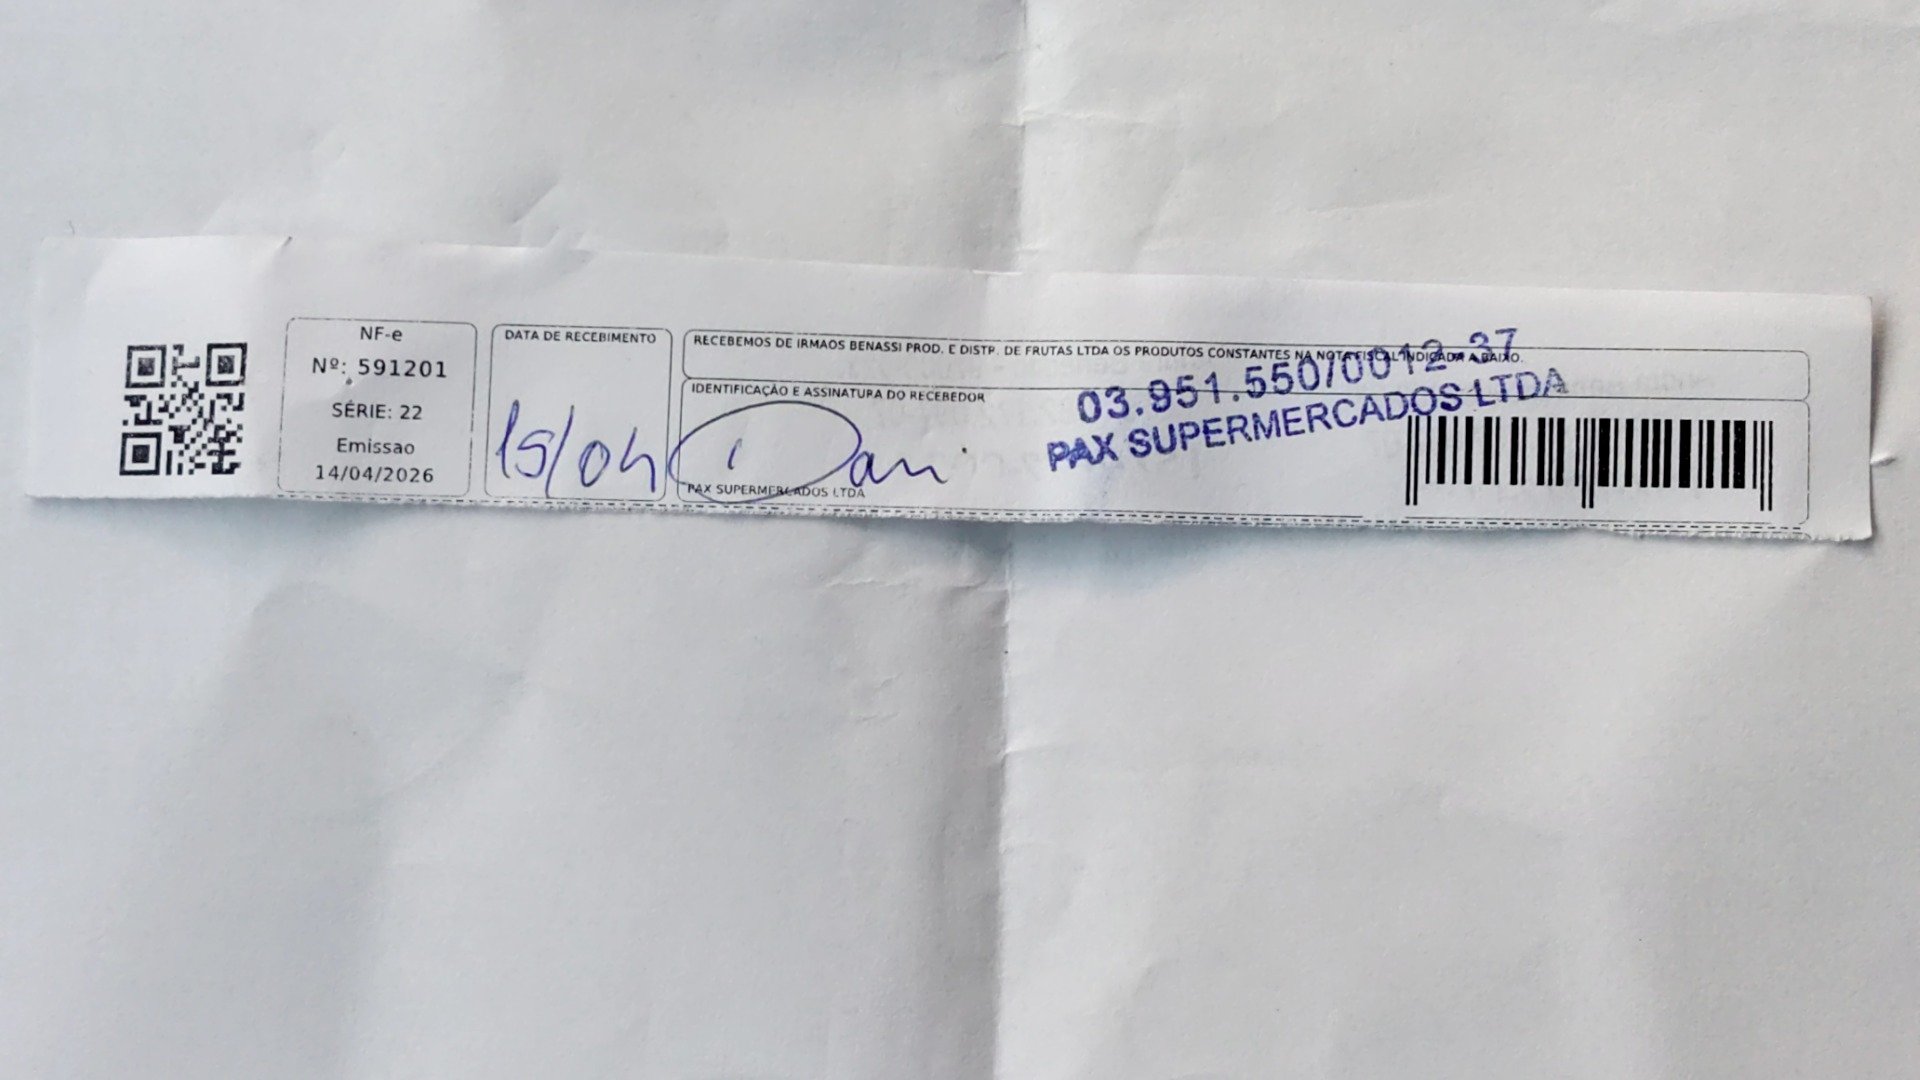 NF-e
Nº: 591201
SÉRIE: 22
Emissao
14/04/2026
DATA DE RECEBIMENTO
15/04
RECEBEMOS DE IRMAOS BENASSI PROD. E DISTP. DE FRUTAS LTDA OS PRODUTOS CONSTANTES NA NOTA FISCAL INDICADA ABAIXO.
IDENTIFICAÇÃO E ASSINATURA DO RECEBEDOR
PAX SUPERMERCADOS LTDA
03.951.550/0012-37
PAX SUPERMERCADOS LTDA